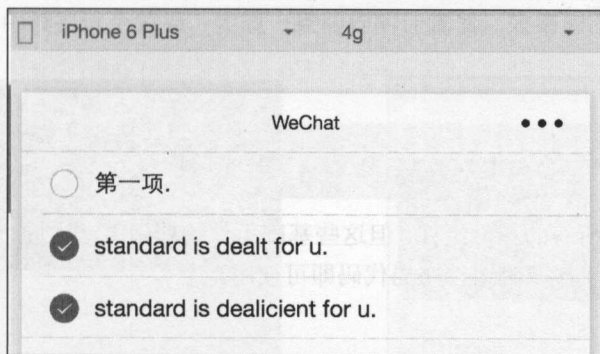 iPhone 6 Plus 4g
WeChat
第一项.
standard is dealt for u.
standard is dealicient for u.